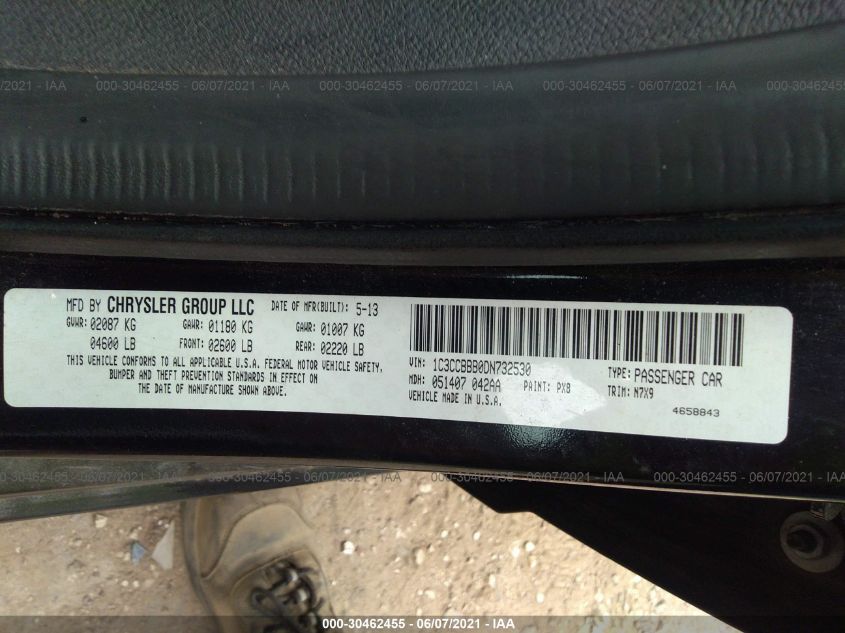 000-30462455 - 06/07/2021 - IAA
MFD BY CHRYSLER GROUP LLC DATE OF MFR(BUILT): 5-13
GVWR: 02087 KG GAWR: 01180 KG GAWR: 01007 KG
04600 LB FRONT: 02600 LB REAR: 02220 LB
THIS VEHICLE CONFORMS TO ALL APPLICABLE U.S.A. FEDERAL MOTOR VEHICLE SAFETY,
BUMPER AND THEFT PREVENTION STANDARDS IN EFFECT ON
THE DATE OF MANUFACTURE SHOWN ABOVE.
VIN: 1C3CCBBB0DN732530 TYPE: PASSENGER CAR
MDH: 051407 042AA PAINT: PX8 TRIM: N7X9
VEHICLE MADE IN U.S.A. 4658843
000-30462455 - 06/07/2021 - IAA
000-30462455 - 06/07/2021 - IAA